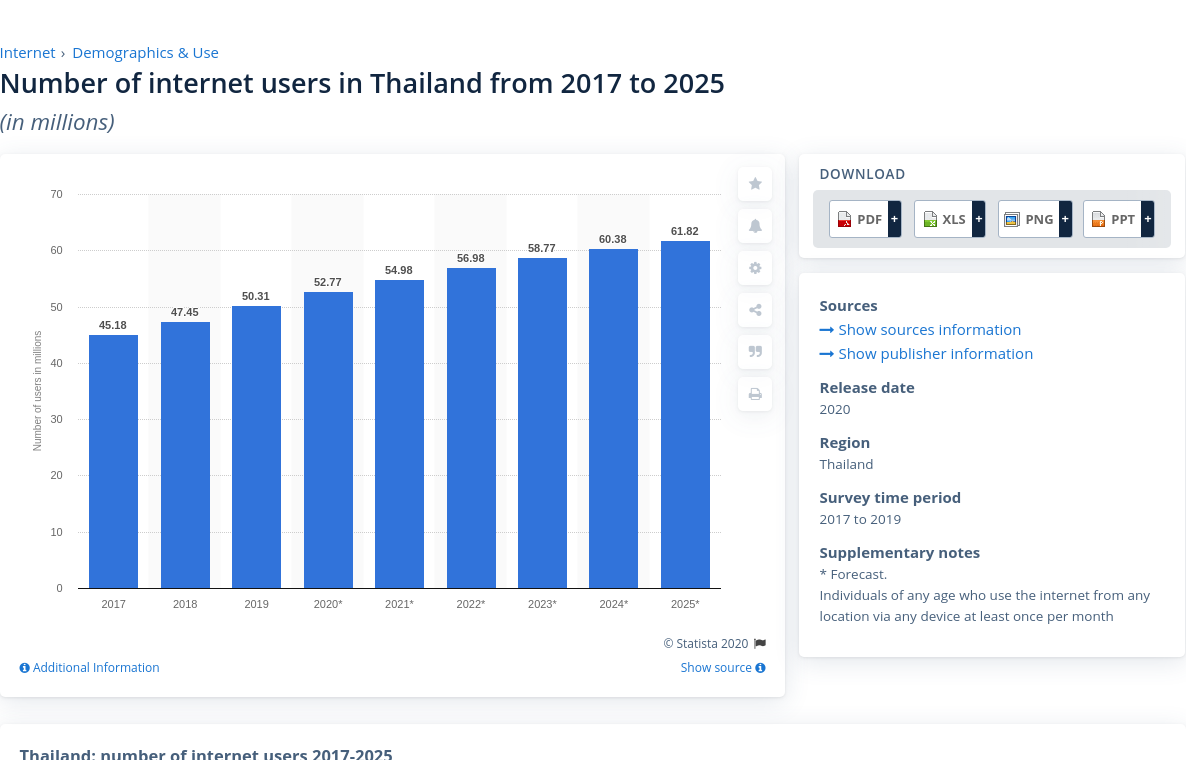 Internet › Demographics & Use
Number of internet users in Thailand from 2017 to 2025
(in millions)
70
60
50
40
30
20
10
0
Number of users in millions
45.18
47.45
50.31
52.77
54.98
56.98
58.77
60.38
61.82
2017
2018
2019
2020*
2021*
2022*
2023*
2024*
2025*
© Statista 2020
Additional Information
Show source
DOWNLOAD
PDF + XLS + PNG + PPT +
Sources
Show sources information
Show publisher information
Release date
2020
Region
Thailand
Survey time period
2017 to 2019
Supplementary notes
* Forecast.
Individuals of any age who use the internet from any
location via any device at least once per month
Thailand: number of internet users 2017-2025